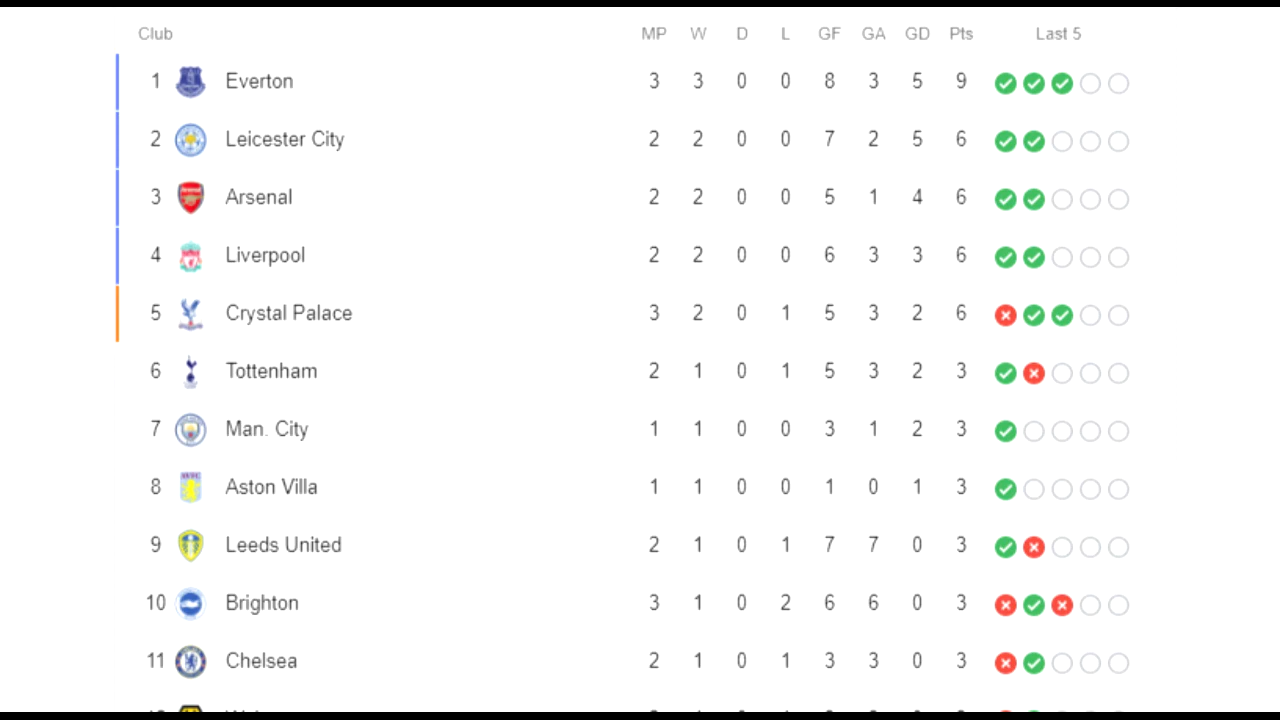 Club MP W D L GF GA GD Pts Last 5
1 Everton 3 3 0 0 8 3 5 9
2 Leicester City 2 2 0 0 7 2 5 6
3 Arsenal 2 2 0 0 5 1 4 6
4 Liverpool 2 2 0 0 6 3 3 6
5 Crystal Palace 3 2 0 1 5 3 2 6
6 Tottenham 2 1 0 1 5 3 2 3
7 Man. City 1 1 0 0 3 1 2 3
8 Aston Villa 1 1 0 0 1 0 1 3
9 Leeds United 2 1 0 1 7 7 0 3
10 Brighton 3 1 0 2 6 6 0 3
11 Chelsea 2 1 0 1 3 3 0 3